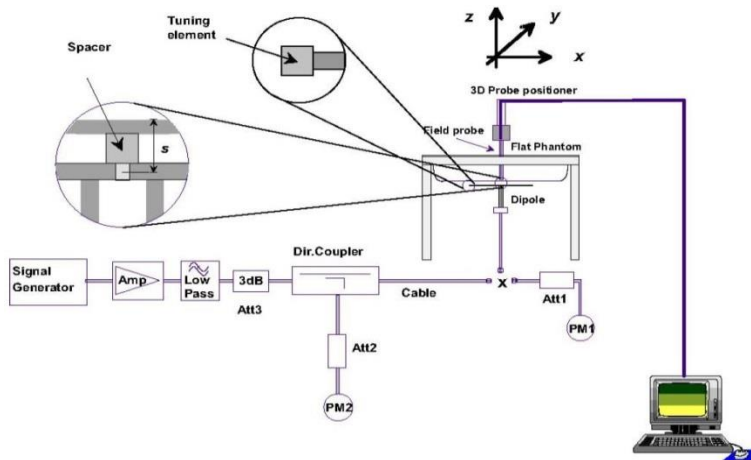 Tuning
element
Spacer
z
y
x
3D Probe positioner
Field probe
Flat Phantom
s
Dipole
Dir.Coupler
Signal
Generator
Amp
Low
Pass
3dB
Att3
Cable
x
Att1
PM1
Att2
PM2